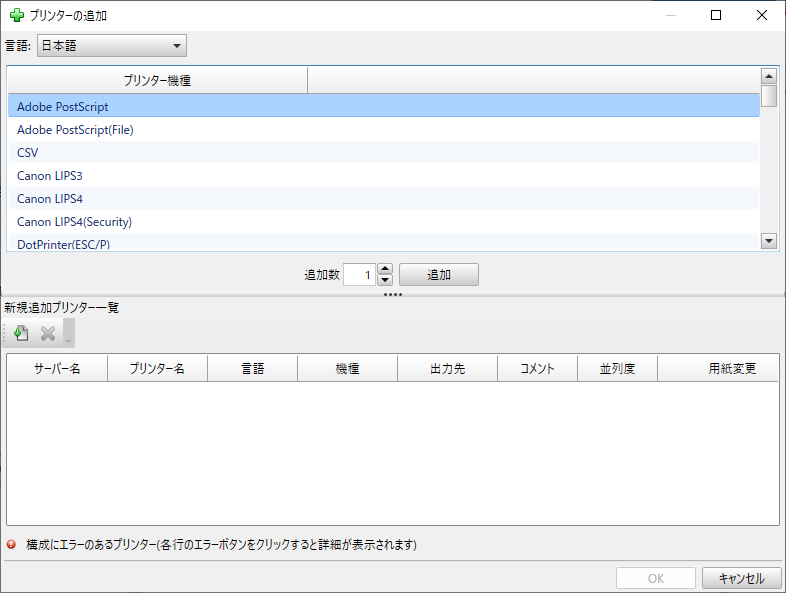 プリンターの追加
言語: 日本語
プリンター機種
Adobe PostScript
Adobe PostScript(File)
CSV
Canon LIPS3
Canon LIPS4
Canon LIPS4(Security)
DotPrinter(ESC/P)
追加数 1 追加
新規追加プリンター一覧
サーバー名 プリンター名 言語 機種 出力先 コメント 並列度 用紙変更
構成にエラーのあるプリンター(各行のエラーボタンをクリックすると詳細が表示されます)
OK キャンセル